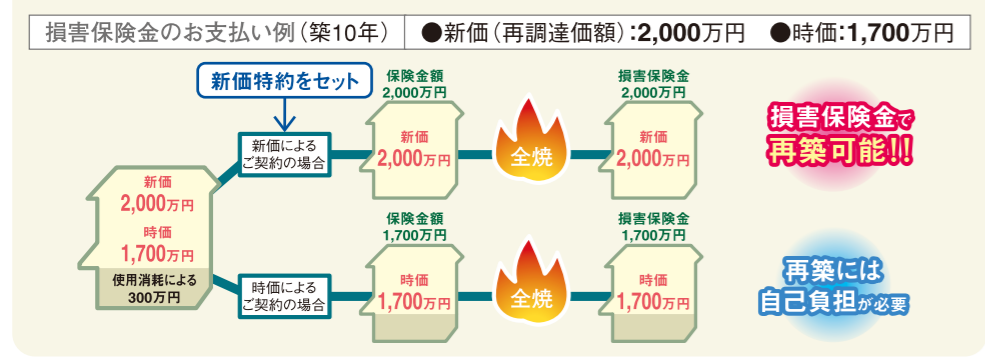 損害保険金のお支払い例（築10年）
●新価（再調達価額）：2,000万円　●時価：1,700万円
新価特約をセット
新価による
ご契約の場合
保険金額
2,000万円
新価
2,000万円
全焼
損害保険金
2,000万円
新価
2,000万円
損害保険金で
再築可能!!
新価
2,000万円
時価
1,700万円
使用消耗による
300万円
時価による
ご契約の場合
保険金額
1,700万円
時価
1,700万円
全焼
損害保険金
1,700万円
時価
1,700万円
再築には
自己負担が必要